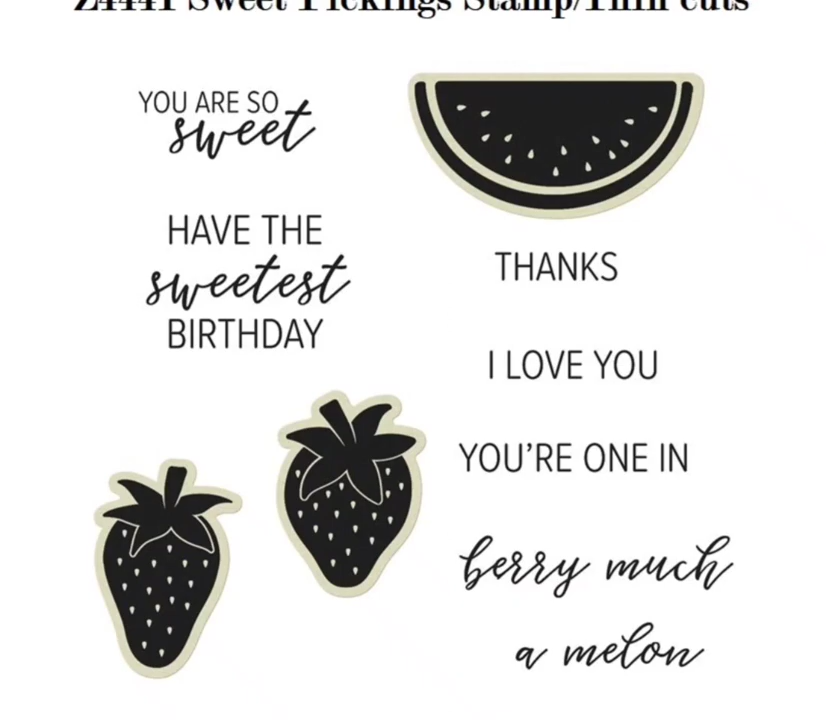 Z4441 Sweet Pickings Stamp/Thin cuts
YOU ARE SO
sweet
HAVE THE
sweetest
BIRTHDAY
THANKS
I LOVE YOU
YOU'RE ONE IN
berry much
a melon